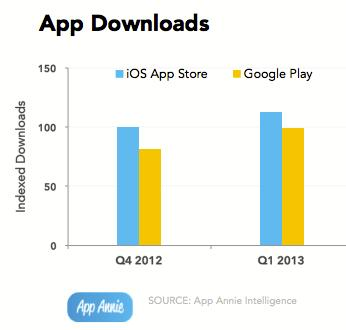 App Downloads
150
iOS App Store
Google Play
100
50
0
Indexed Downloads
Q4 2012
Q1 2013
App Annie
SOURCE: App Annie Intelligence